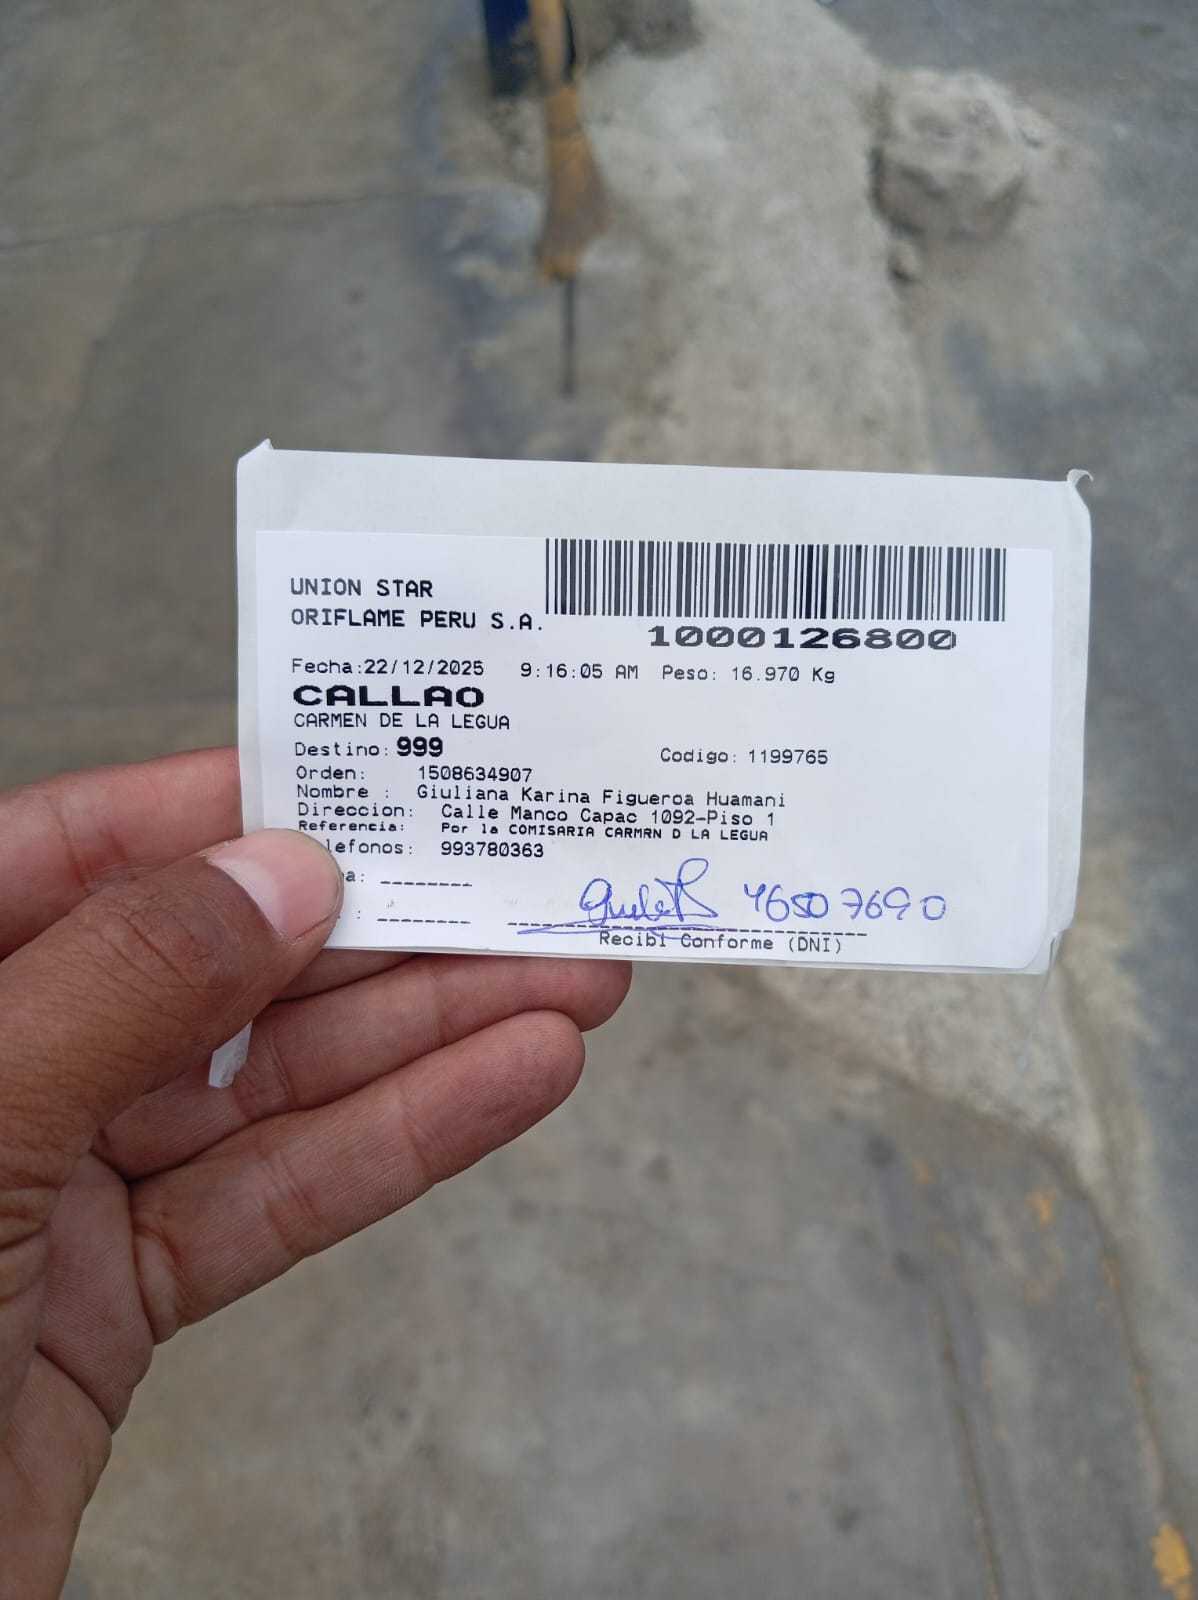 UNION STAR
ORIFLAME PERU S.A.
1000126800
Fecha:22/12/2025 9:16:05 AM Peso: 16.970 Kg
CALLAO
CARMEN DE LA LEGUA
Destino: 999 Codigo: 1199765
Orden: 1508634907
Nombre : Giuliana Karina Figueroa Huamani
Direccion: Calle Manco Capac 1092-Piso 1
Referencia: Por la COMISARIA CARMRN D LA LEGUA
lefonos: 993780363
a: --------
: -------- 46507690
Recibi Conforme (DNI)